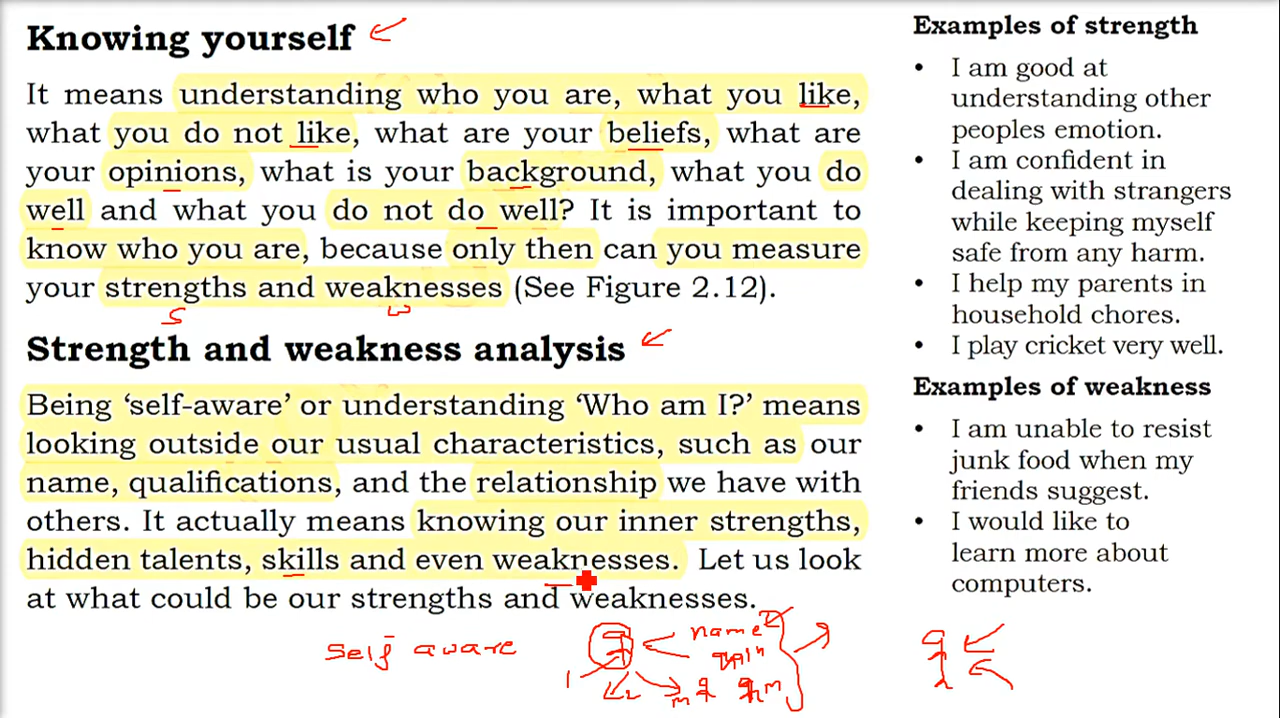 Knowing yourself
It means understanding who you are, what you like,
what you do not like, what are your beliefs, what are
your opinions, what is your background, what you do
well and what you do not do well? It is important to
know who you are, because only then can you measure
your strengths and weaknesses (See Figure 2.12).
S
w
Strength and weakness analysis
Being ‘self-aware’ or understanding ‘Who am I?’ means
looking outside our usual characteristics, such as our
name, qualifications, and the relationship we have with
others. It actually means knowing our inner strengths,
hidden talents, skills and even weaknesses. Let us look
at what could be our strengths and weaknesses.
Self aware
name
Examples of strength
• I am good at
understanding other
peoples emotion.
• I am confident in
dealing with strangers
while keeping myself
safe from any harm.
• I help my parents in
household chores.
• I play cricket very well.
Examples of weakness
• I am unable to resist
junk food when my
friends suggest.
• I would like to
learn more about
computers.